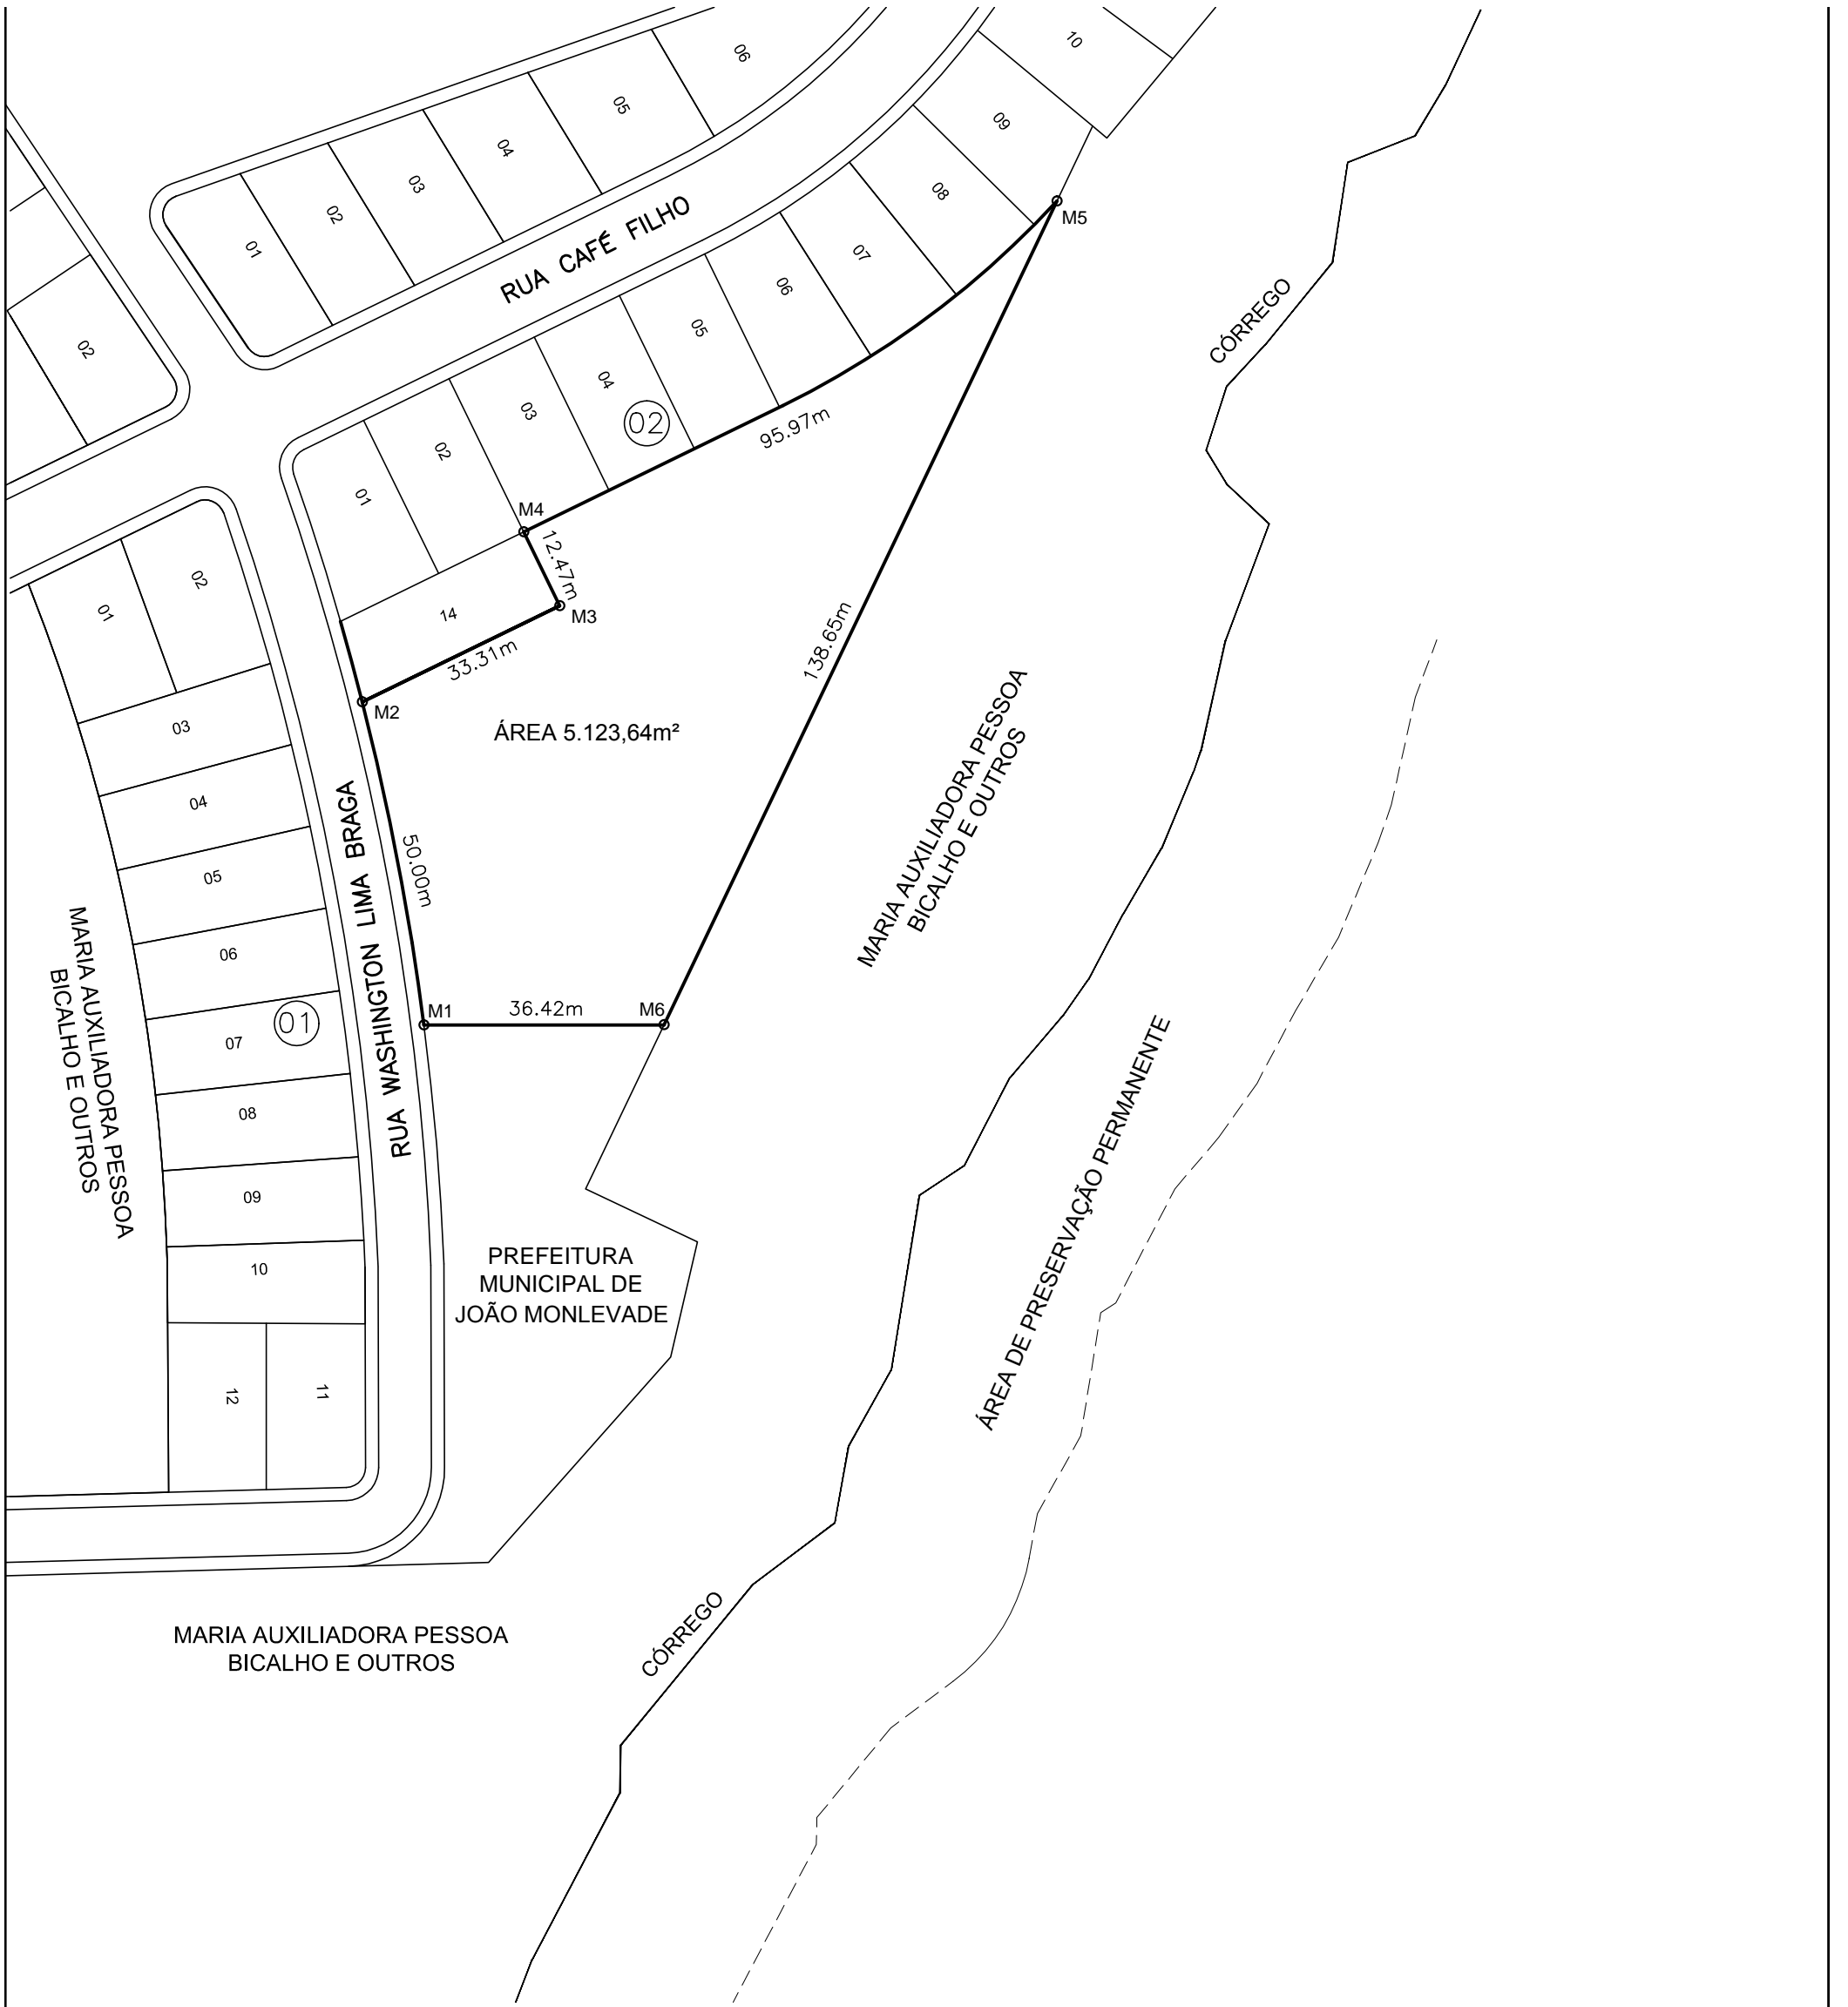 06
10
05
09
04
03
08
02
01
RUA CAFÉ FILHO
M5
07
06
02
05
CÓRREGO
04
02
03
95.97m
02
01
M4
12.47m
02
01
14
M3
33.31m
M2
03
ÁREA 5.123,64m²
138.65m
04
05
50.00m
MARIA AUXILIADORA PESSOA
BICALHO E OUTROS
RUA WASHINGTON LIMA BRAGA
06
M1
36.42m
M6
01
07
MARIA AUXILIADORA PESSOA
BICALHO E OUTROS
08
09
ÁREA DE PRESERVAÇÃO PERMANENTE
10
PREFEITURA
MUNICIPAL DE
JOÃO MONLEVADE
12
11
CÓRREGO
MARIA AUXILIADORA PESSOA
BICALHO E OUTROS